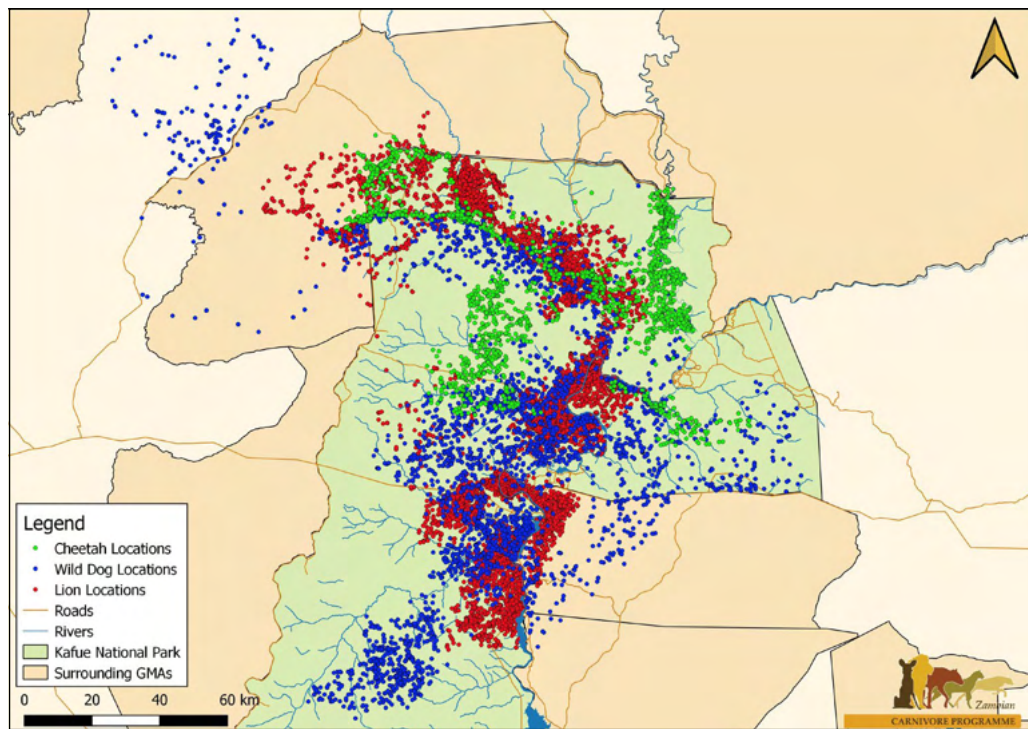 Legend
Cheetah Locations
Wild Dog Locations
Lion Locations
Roads
Rivers
Kafue National Park
Surrounding GMAs
0 20 40 60 km
Zambian
CARNIVORE PROGRAMME